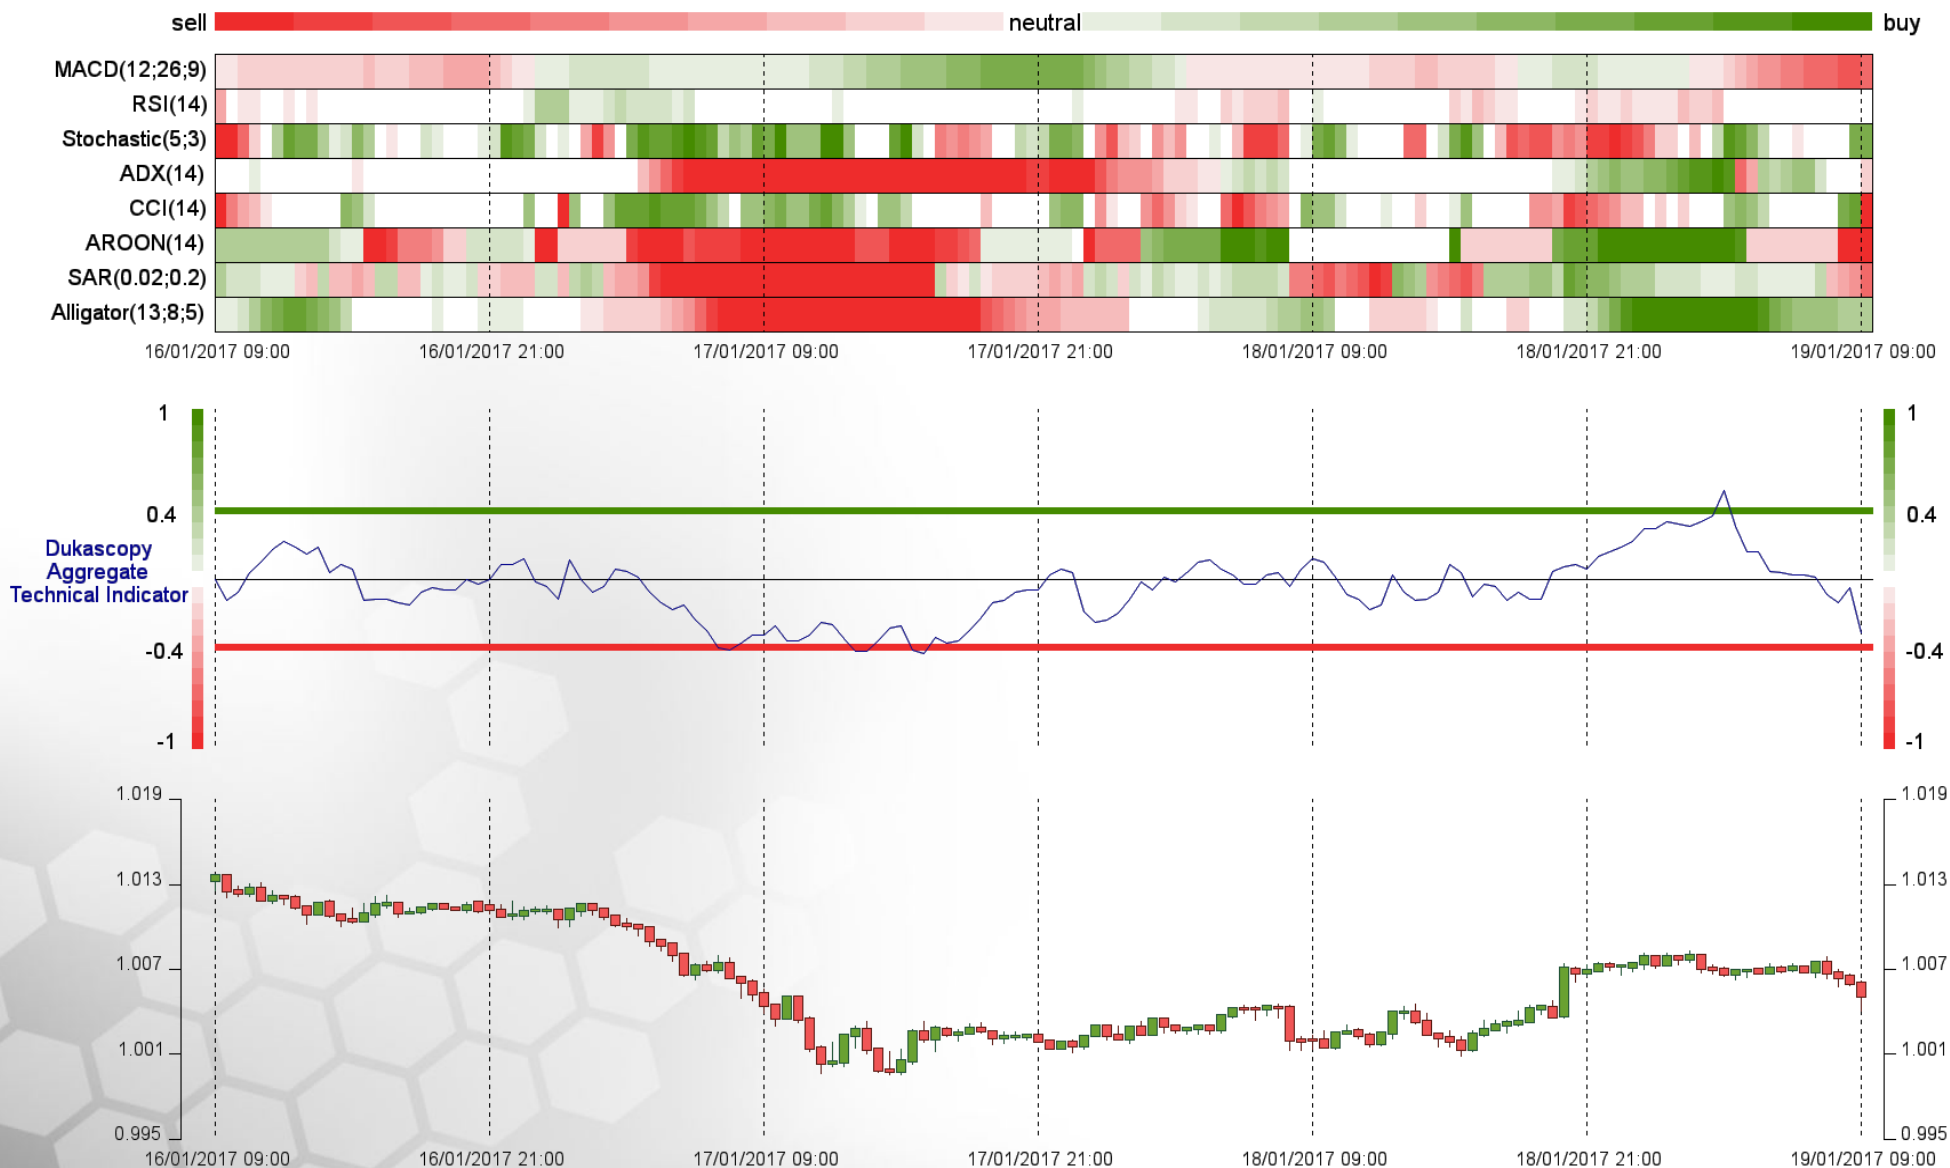 sell neutral buy
MACD(12;26;9)
RSI(14)
Stochastic(5;3)
ADX(14)
CCI(14)
AROON(14)
SAR(0.02;0.2)
Alligator(13;8;5)
16/01/2017 09:00 16/01/2017 21:00 17/01/2017 09:00 17/01/2017 21:00 18/01/2017 09:00 18/01/2017 21:00 19/01/2017 09:00
1 1
0.4 0.4
Dukascopy
Aggregate
Technical Indicator
-0.4 -0.4
-1 -1
1.019 1.019
1.013 1.013
1.007 1.007
1.001 1.001
0.995 0.995
16/01/2017 09:00 16/01/2017 21:00 17/01/2017 09:00 17/01/2017 21:00 18/01/2017 09:00 18/01/2017 21:00 19/01/2017 09:00